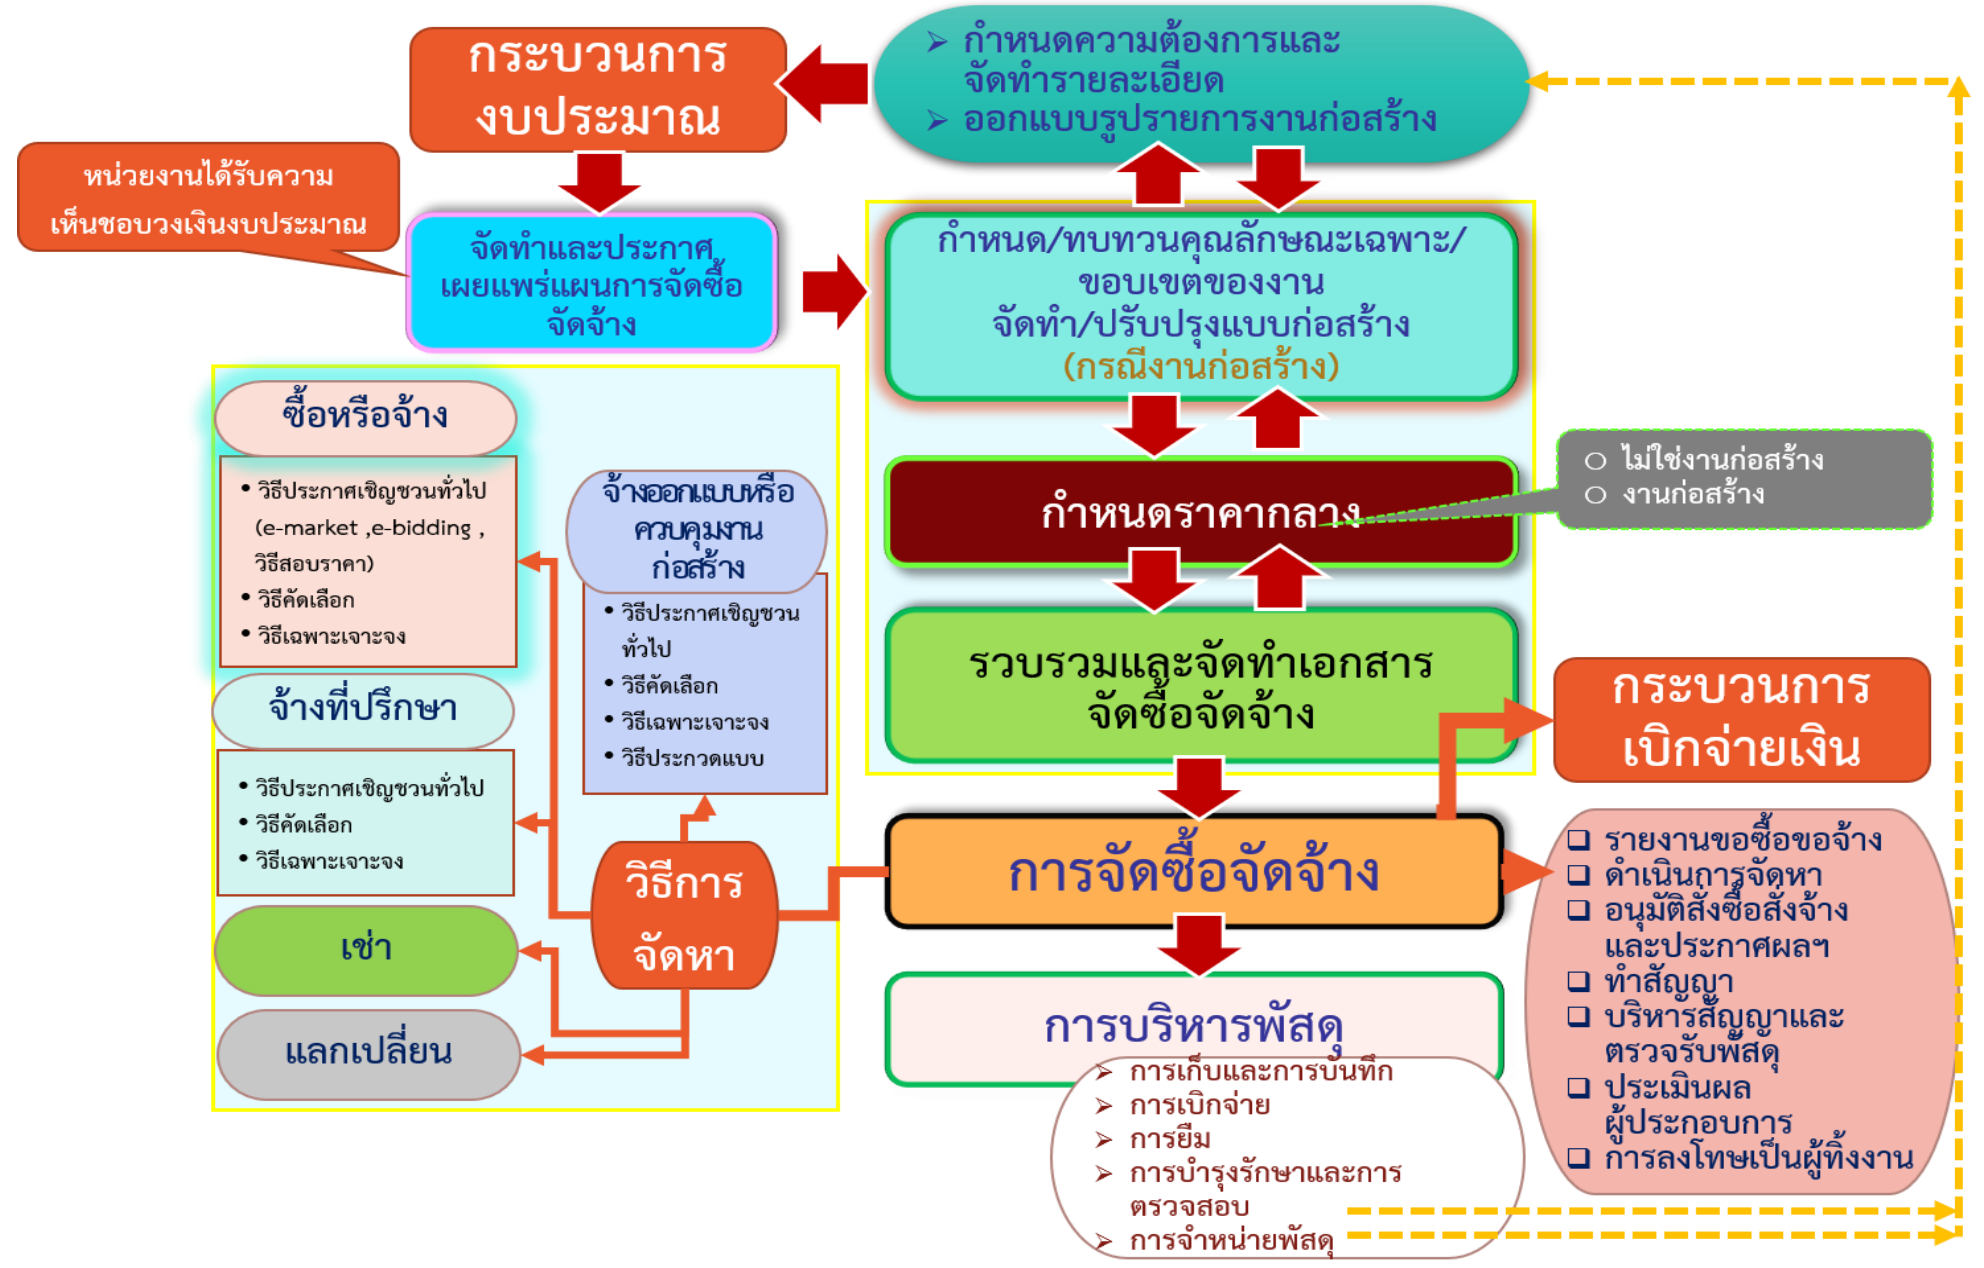 กำหนดความต้องการและ
จัดทำรายละเอียด
ออกแบบรูปรายการงานก่อสร้าง
กระบวนการ
งบประมาณ
หน่วยงานได้รับความ
เห็นชอบวงเงินงบประมาณ
จัดทำและประกาศ
เผยแพร่แผนการจัดซื้อ
จัดจ้าง
กำหนด/ทบทวนคุณลักษณะเฉพาะ/
ขอบเขตของงาน
จัดทำ/ปรับปรุงแบบก่อสร้าง
(กรณีงานก่อสร้าง)
กำหนดราคากลาง
ไม่ใช่งานก่อสร้าง
งานก่อสร้าง
รวบรวมและจัดทำเอกสาร
จัดซื้อจัดจ้าง
กระบวนการ
เบิกจ่ายเงิน
การจัดซื้อจัดจ้าง
รายงานขอซื้อขอจ้าง
ดำเนินการจัดหา
อนุมัติสั่งซื้อสั่งจ้าง
และประกาศผลฯ
ทำสัญญา
บริหารสัญญาและ
ตรวจรับพัสดุ
ประเมินผล
ผู้ประกอบการ
การลงโทษเป็นผู้ทิ้งงาน
วิธีการ
จัดหา
ซื้อหรือจ้าง
• วิธีประกาศเชิญชวนทั่วไป
(e-market ,e-bidding ,
วิธีสอบราคา)
• วิธีคัดเลือก
• วิธีเฉพาะเจาะจง
จ้างออกแบบหรือ
ควบคุมงาน
ก่อสร้าง
• วิธีประกาศเชิญชวน
ทั่วไป
• วิธีคัดเลือก
• วิธีเฉพาะเจาะจง
• วิธีประกวดแบบ
จ้างที่ปรึกษา
• วิธีประกาศเชิญชวนทั่วไป
• วิธีคัดเลือก
• วิธีเฉพาะเจาะจง
เช่า
แลกเปลี่ยน
การบริหารพัสดุ
การเก็บและการบันทึก
การเบิกจ่าย
การยืม
การบำรุงรักษาและการ
ตรวจสอบ
การจำหน่ายพัสดุ